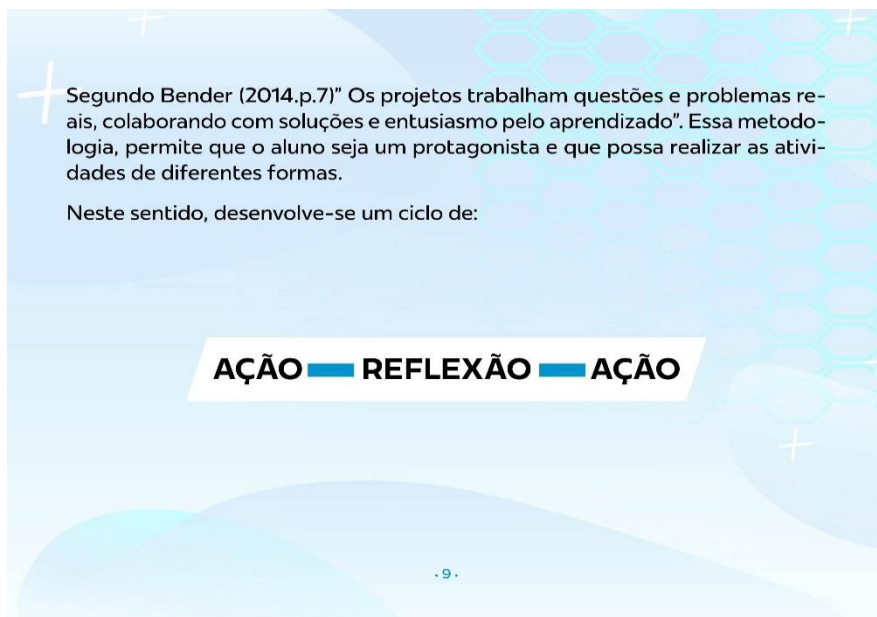 Segundo Bender (2014.p.7)” Os projetos trabalham questões e problemas re-
ais, colaborando com soluções e entusiasmo pelo aprendizado”. Essa metodo-
logia, permite que o aluno seja um protagonista e que possa realizar as ativi-
dades de diferentes formas.
Neste sentido, desenvolve-se um ciclo de:
AÇÃO — REFLEXÃO — AÇÃO
· 9 ·